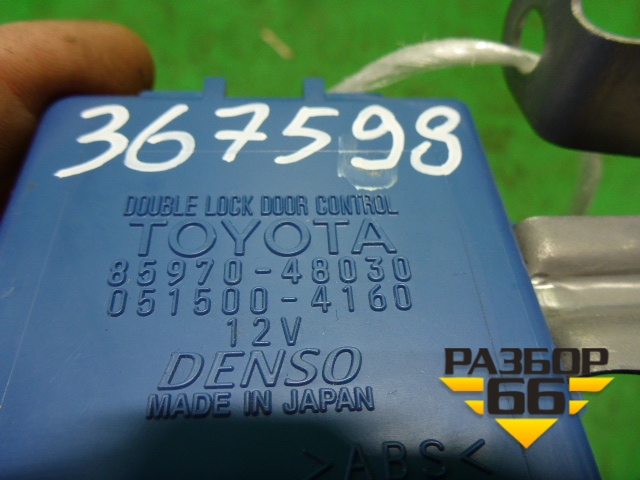 367598
DOUBLE LOCK DOOR CONTROL
TOYOTA
85970-48030
051500-4160
12V
DENSO
MADE IN JAPAN
>ABS<
РАЗБОР
66